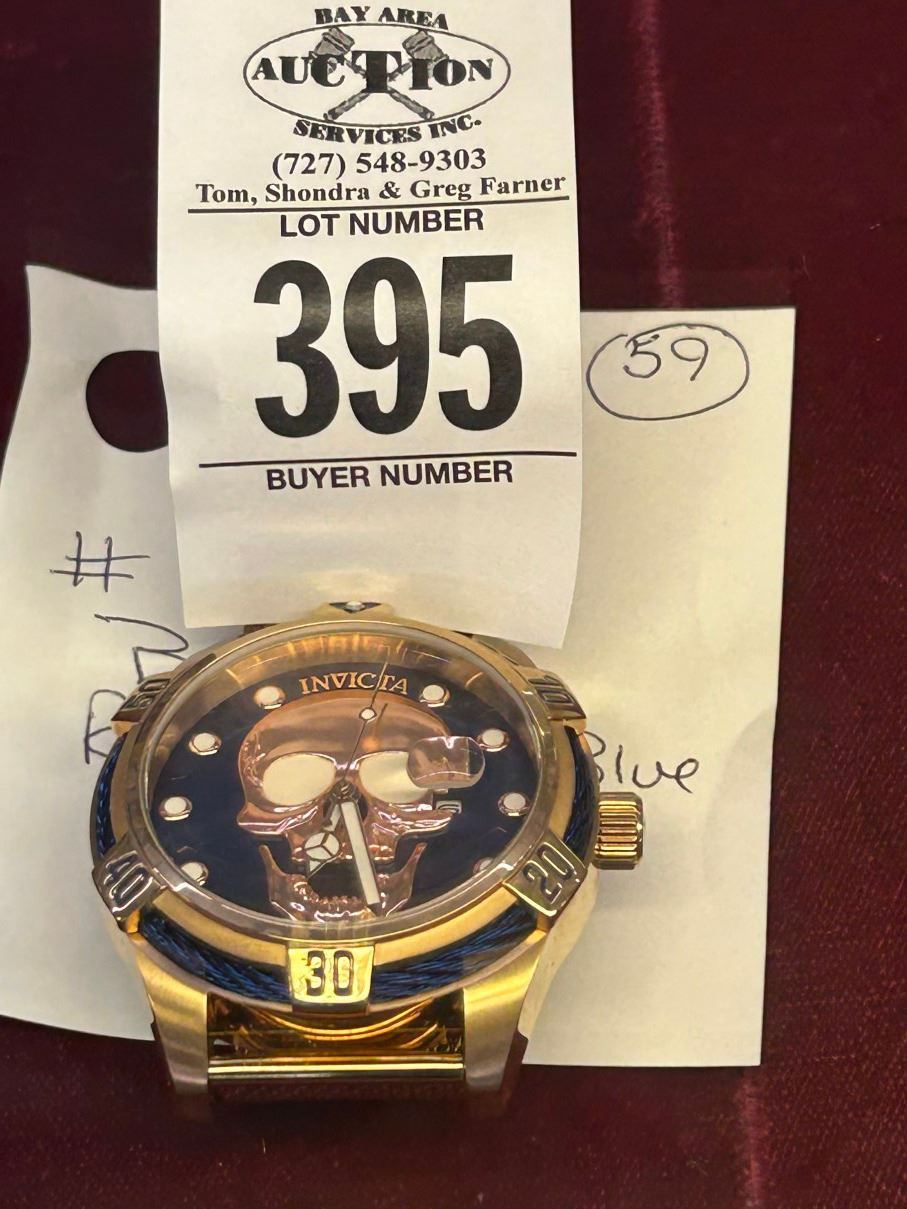 BAY AREA
AUCTION
SERVICES INC.
(727) 548-9303
Tom, Shondra & Greg Farner
LOT NUMBER
395
BUYER NUMBER
59
#
Blue
INVICTA
10
20
30
40
50